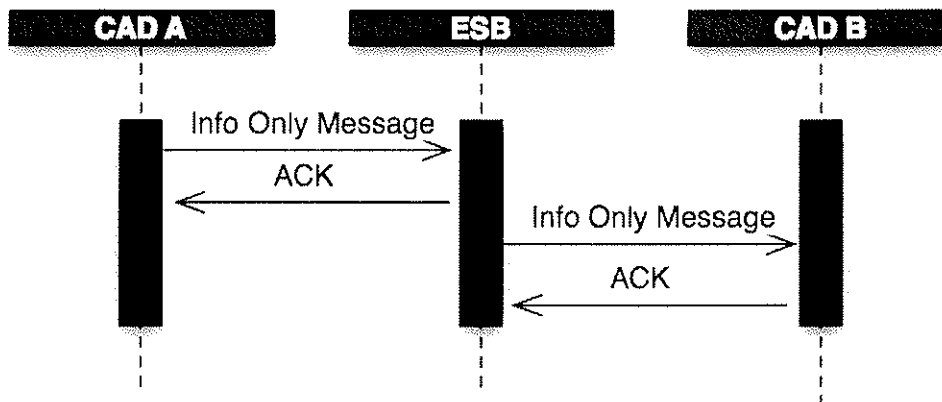 CAD A
ESB
CAD B
Info Only Message
ACK
Info Only Message
ACK